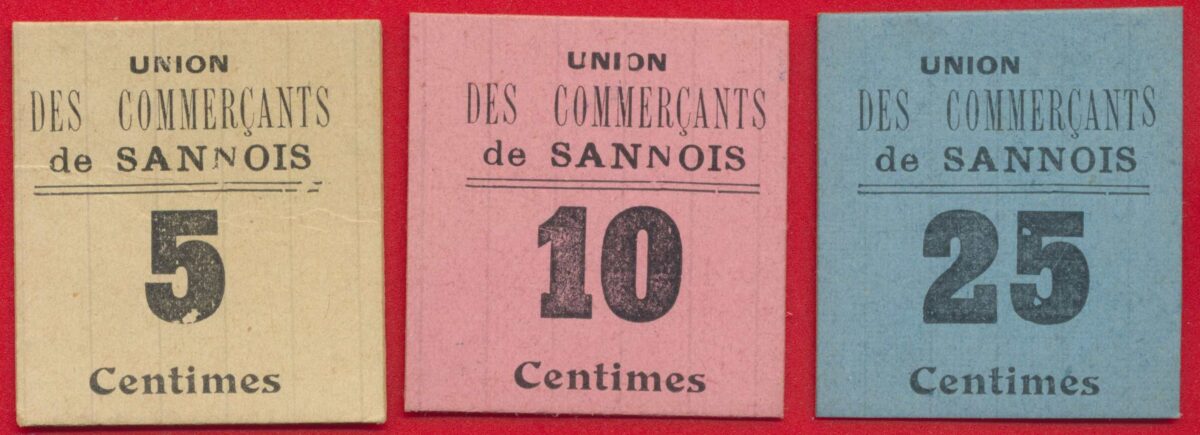 UNION
DES COMMERÇANTS
de SANNOIS
5
Centimes
UNION
DES COMMERÇANTS
de SANNOIS
10
Centimes
UNION
DES COMMERÇANTS
de SANNOIS
25
Centimes